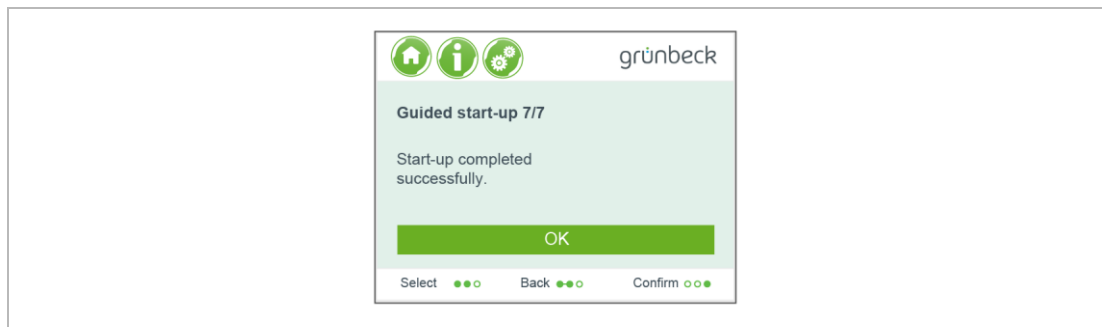 grünbeck
Guided start-up 7/7
Start-up completed
successfully.
OK
Select Back Confirm